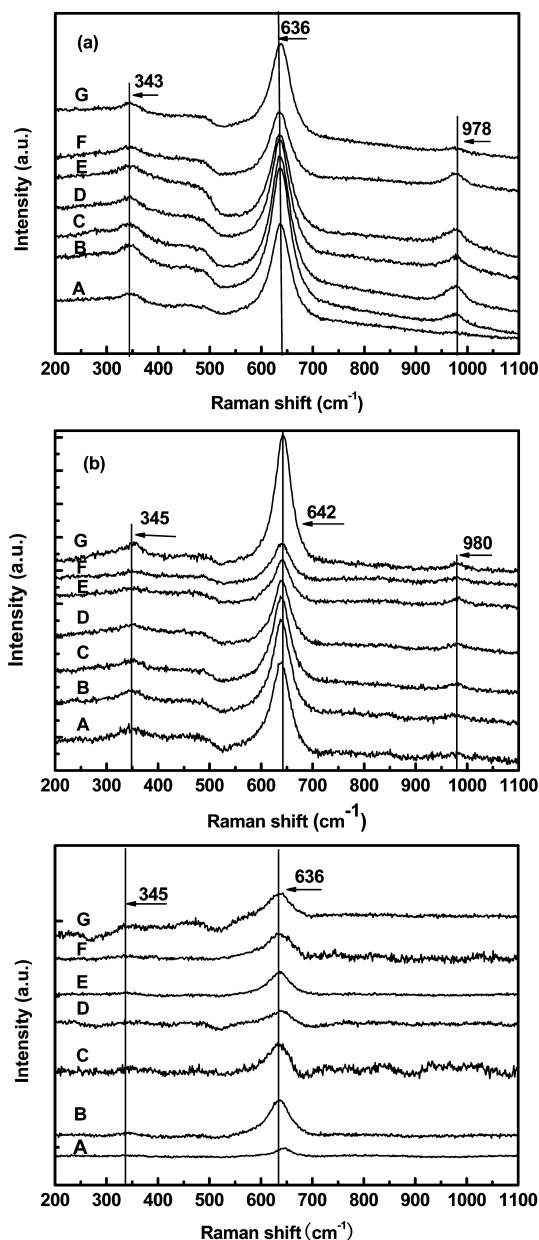 (a)
636
343
978
G
F
E
D
C
B
A
Intensity (a.u.)
200 300 400 500 600 700 800 900 1000 1100
Raman shift (cm-1)
(b)
345
642
980
G
F
E
D
C
B
A
Intensity (a.u.)
200 300 400 500 600 700 800 900 1000 1100
Raman shift (cm-1)
345
636
G
F
E
D
C
B
A
Intensity (a.u.)
200 300 400 500 600 700 800 900 1000 1100
Raman shift(cm-1)